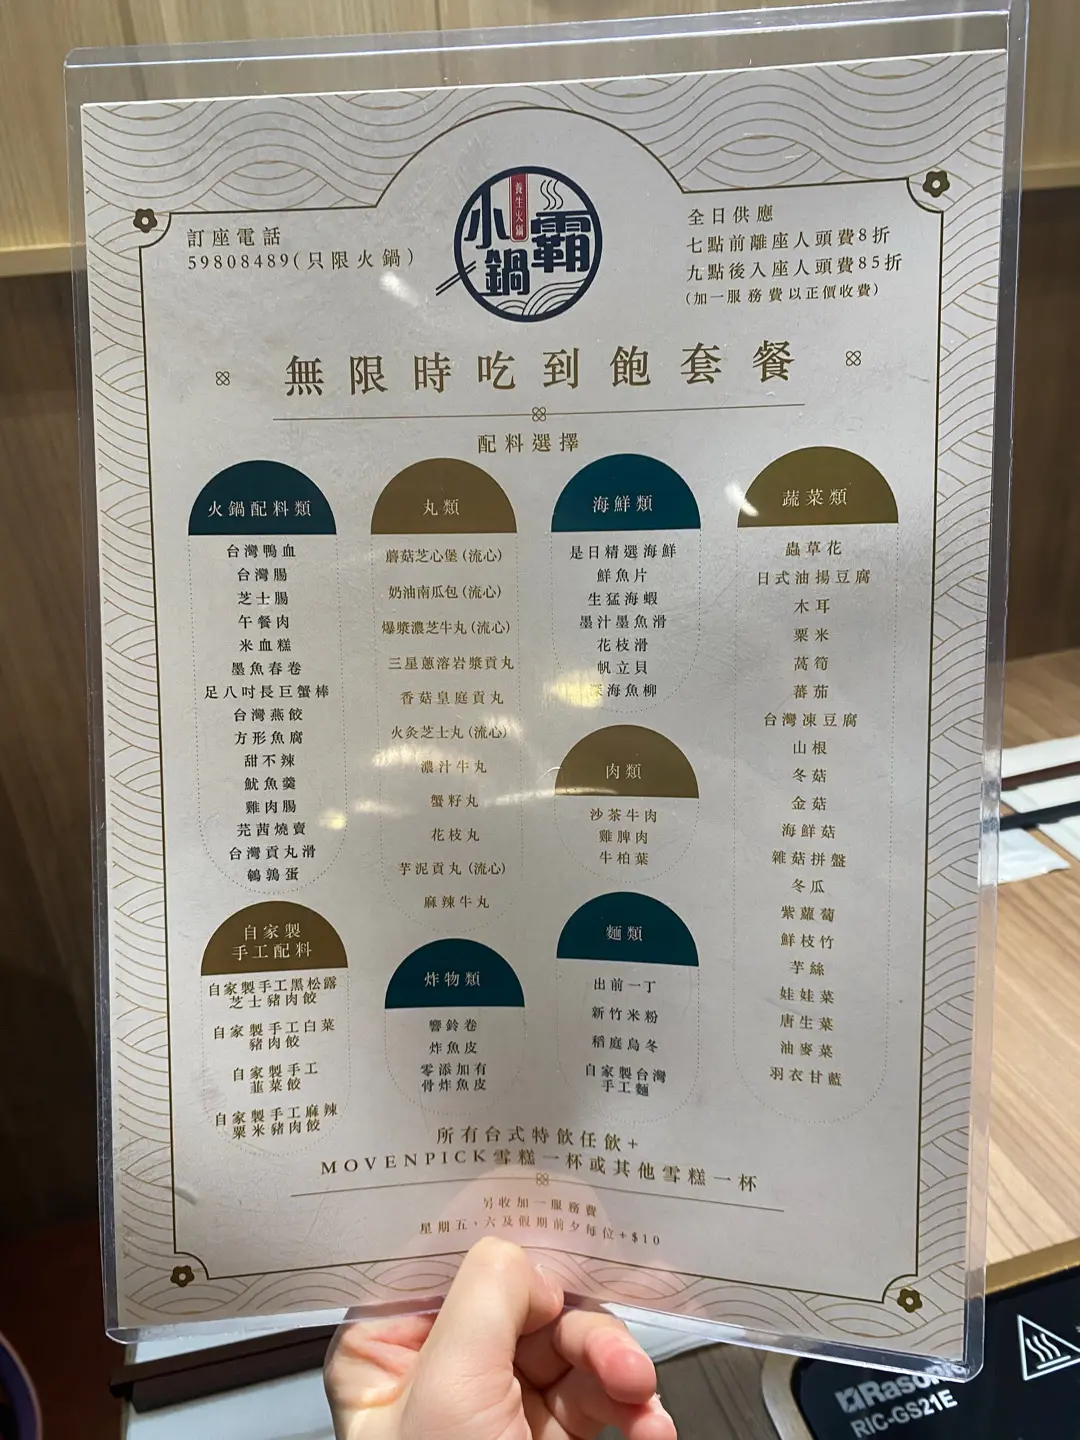 訂座電話
59808489(只限火鍋)
養生火鍋
小鍋霸
全日供應
七點前離座人頭費8折
九點後入座人頭費85折
(加一服務費以正價收費)
無限時吃到飽套餐
配料選擇
火鍋配料類
台灣鴨血
台灣腸
芝士腸
午餐肉
米血糕
墨魚春卷
足八吋長巨蟹棒
台灣燕餃
方形魚腐
甜不辣
魷魚羹
雞肉腸
芫茜燒賣
台灣貢丸滑
鵪鶉蛋
自家製
手工配料
自家製手工黑松露
芝士豬肉餃
自家製手工白菜
豬肉餃
自家製手工
韮菜餃
自家製手工麻辣
粟米豬肉餃
丸類
蘑菇芝心堡(流心)
奶油南瓜包(流心)
爆漿濃芝牛丸(流心)
三星蔥溶岩漿貢丸
香菇皇庭貢丸
火炙芝士丸(流心)
濃汁牛丸
蟹籽丸
花枝丸
芋泥貢丸(流心)
麻辣牛丸
炸物類
響鈴卷
炸魚皮
零添加有
骨炸魚皮
海鮮類
是日精選海鮮
鮮魚片
生猛海蝦
墨汁墨魚滑
花枝滑
帆立貝
深海魚柳
肉類
沙茶牛肉
雞脾肉
牛柏葉
麵類
出前一丁
新竹米粉
稻庭烏冬
自家製台灣
手工麵
蔬菜類
蟲草花
日式油揚豆腐
木耳
粟米
萵筍
蕃茄
台灣凍豆腐
山根
冬菇
金菇
海鮮菇
雜菇拼盤
冬瓜
紫蘿蔔
鮮枝竹
芋絲
娃娃菜
唐生菜
油麥菜
羽衣甘藍
所有台式特飲任飲+
MOVENPICK雪糕一杯或其他雪糕一杯
另收加一服務費
星期五、六及假期前夕每位+$10
Rasonic
RIC-GS21E